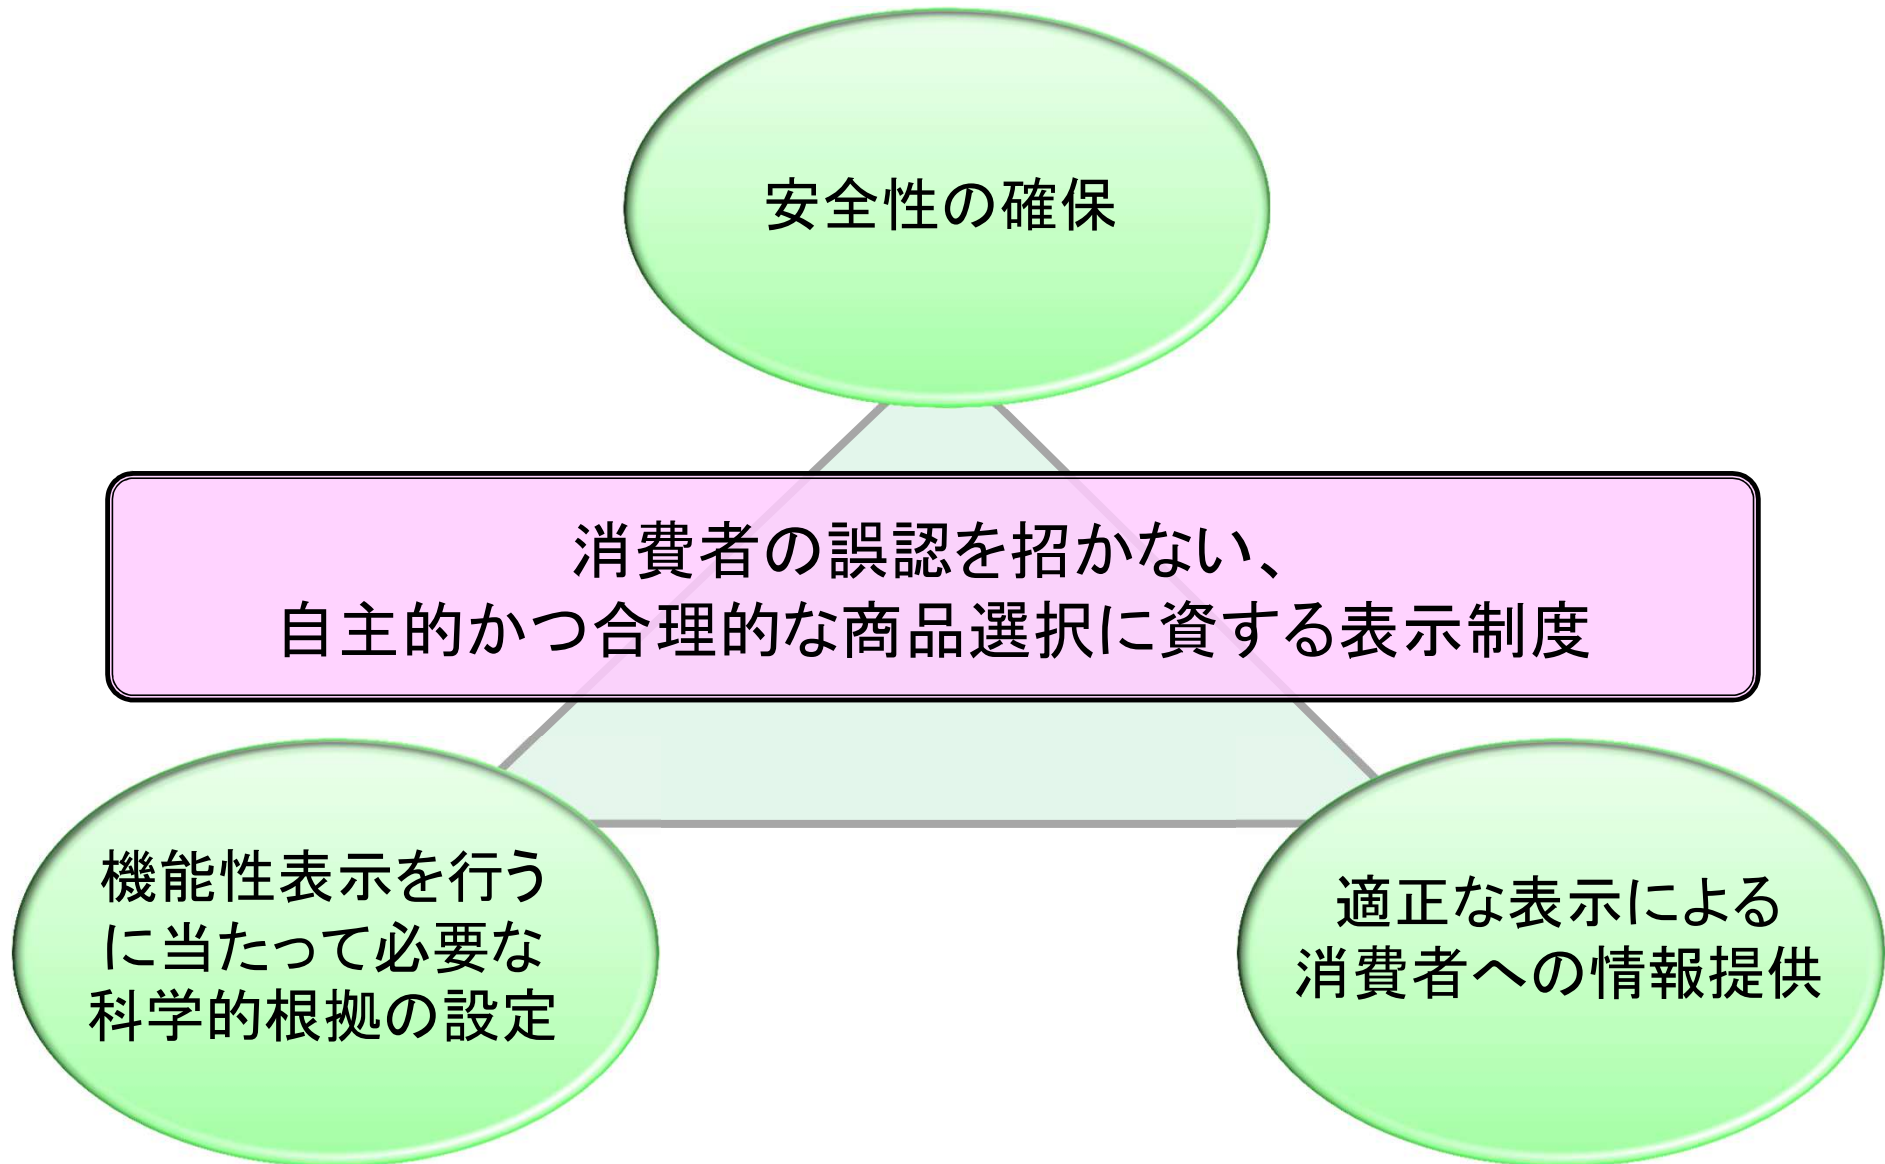 安全性の確保
消費者の誤認を招かない、
自主的かつ合理的な商品選択に資する表示制度
機能性表示を行う
に当たって必要な
科学的根拠の設定
適正な表示による
消費者への情報提供